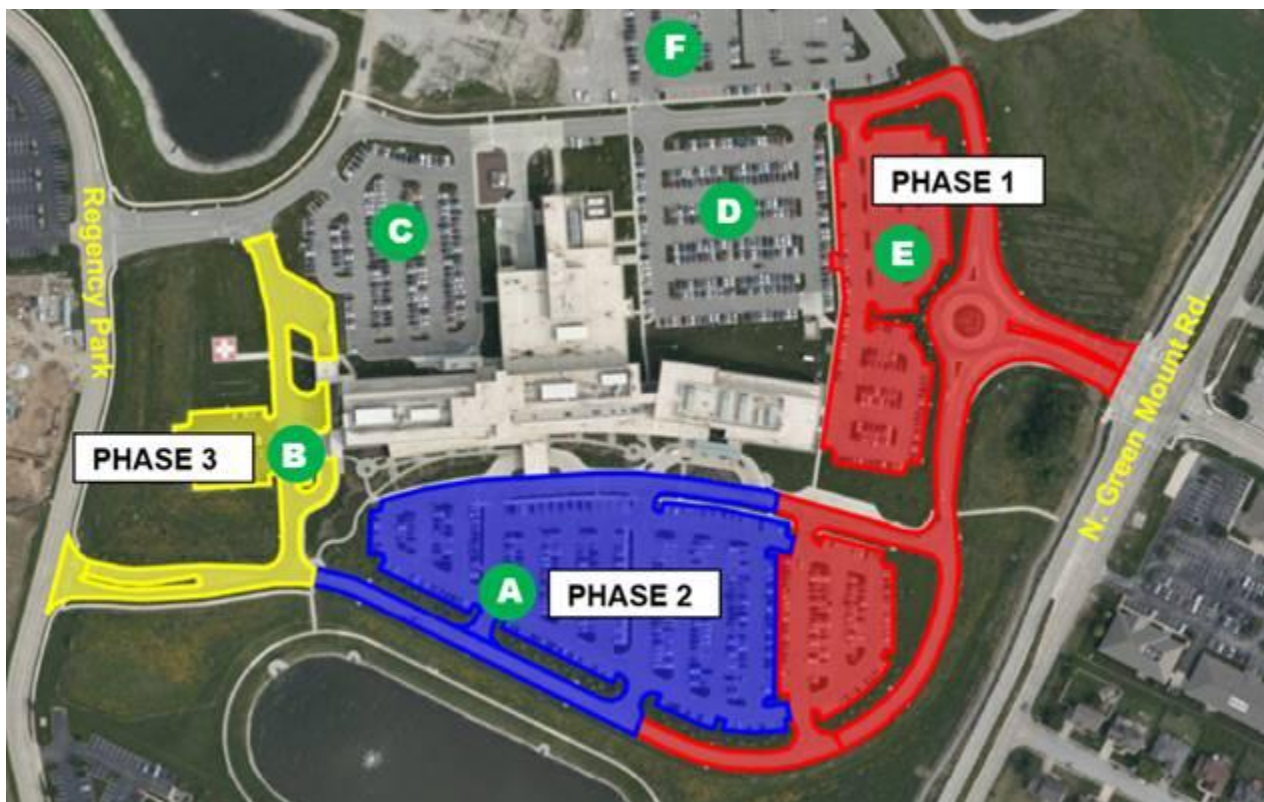 F
PHASE 1
Regency Park
C
D
E
PHASE 3
B
N. Green Mount Rd.
A
PHASE 2